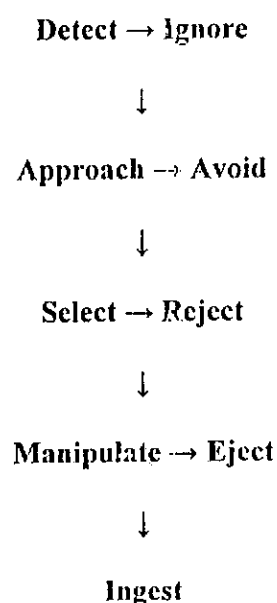 Detect → Ignore
↓
Approach → Avoid
↓
Select → Reject
↓
Manipulate → Eject
↓
Ingest